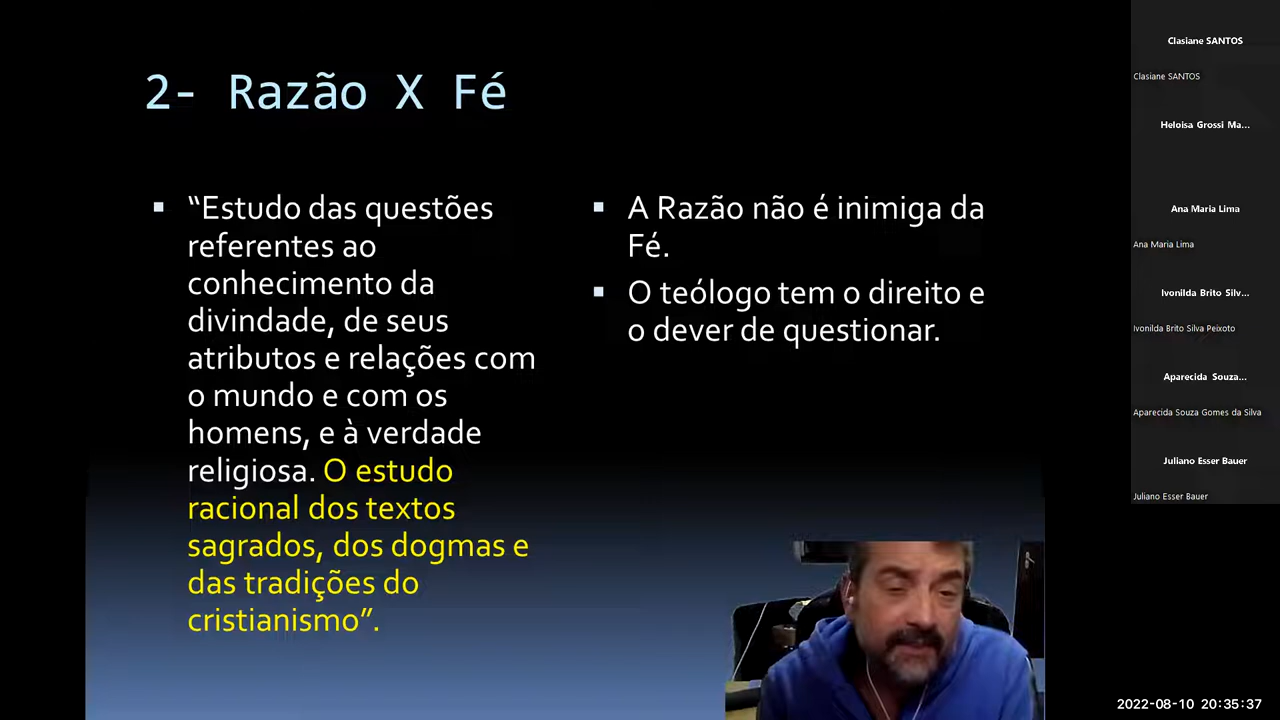 2- Razão X Fé
“Estudo das questões
referentes ao
conhecimento da
divindade, de seus
atributos e relações com
o mundo e com os
homens, e à verdade
religiosa. O estudo
racional dos textos
sagrados, dos dogmas e
das tradições do
cristianismo”.
A Razão não é inimiga da
Fé.
O teólogo tem o direito e
o dever de questionar.
Clasiane SANTOS
Clasiane SANTOS
Heloisa Grossi Ma...
Ana Maria Lima
Ana Maria Lima
Ivonilda Brito Silv...
Ivonilda Brito Silva Peixoto
Aparecida Souza...
Aparecida Souza Gomes da Silva
Juliano Esser Bauer
Juliano Esser Bauer
2022-08-10 20:35:37